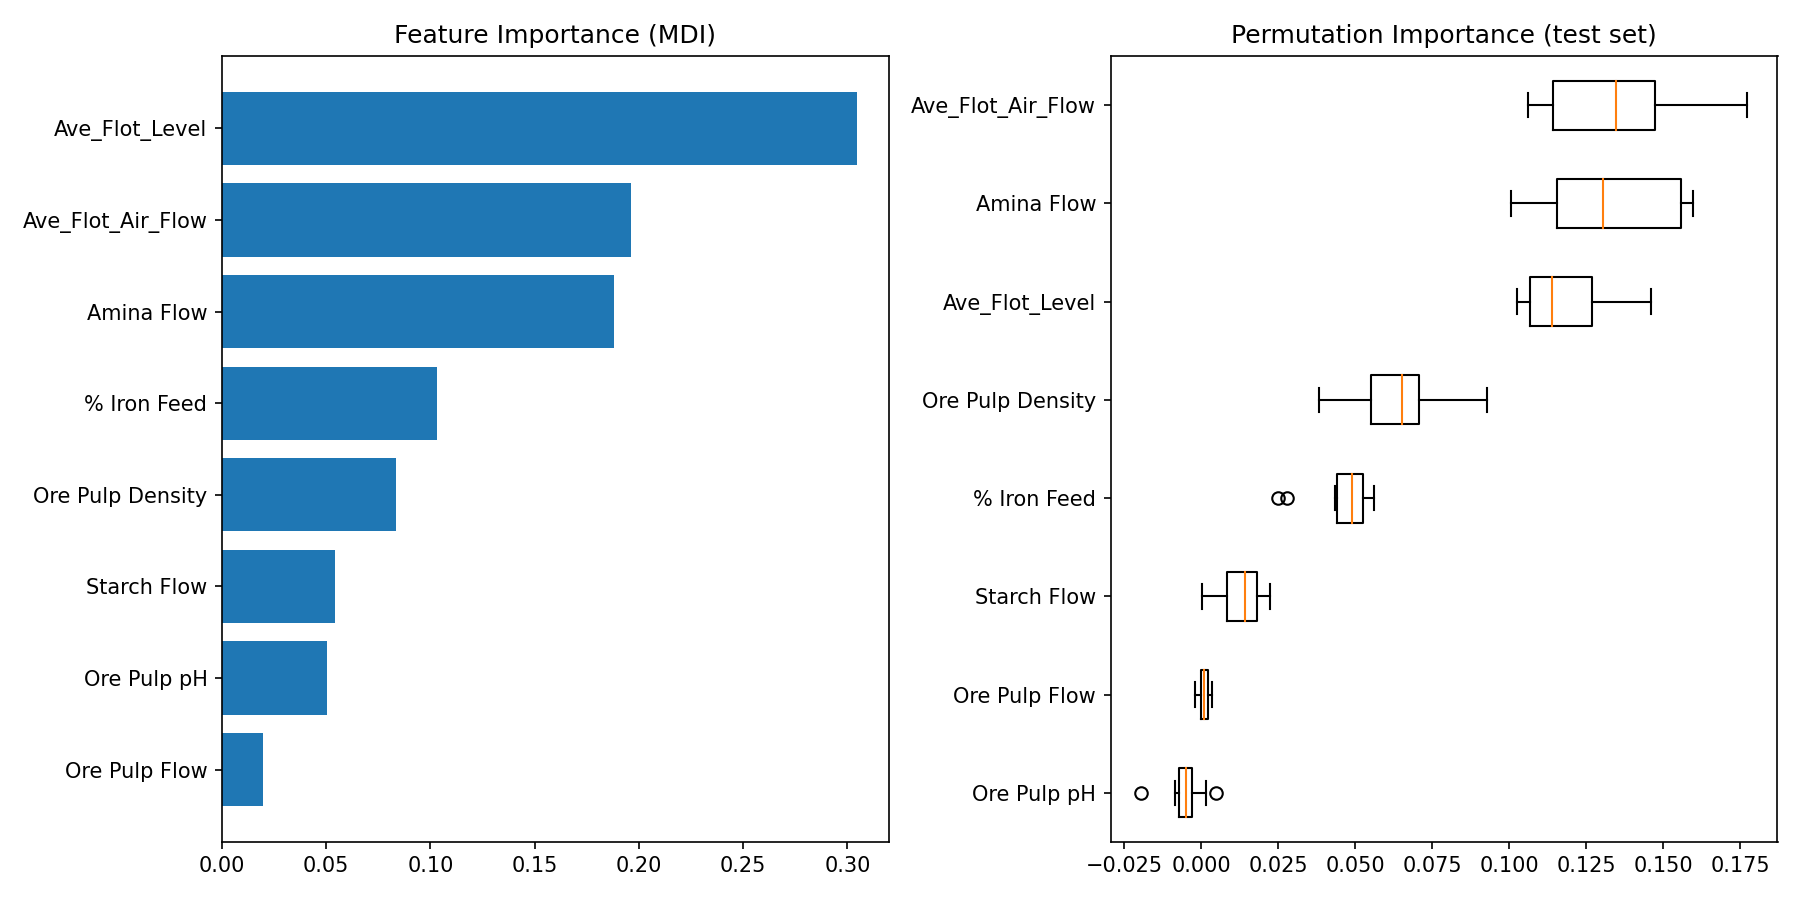 Feature Importance (MDI)
Ave_Flot_Level
Ave_Flot_Air_Flow
Amina Flow
% Iron Feed
Ore Pulp Density
Starch Flow
Ore Pulp pH
Ore Pulp Flow
0.00 0.05 0.10 0.15 0.20 0.25 0.30
Permutation Importance (test set)
Ave_Flot_Air_Flow
Amina Flow
Ave_Flot_Level
Ore Pulp Density
% Iron Feed
Starch Flow
Ore Pulp Flow
Ore Pulp pH
−0.025 0.000 0.025 0.050 0.075 0.100 0.125 0.150 0.175